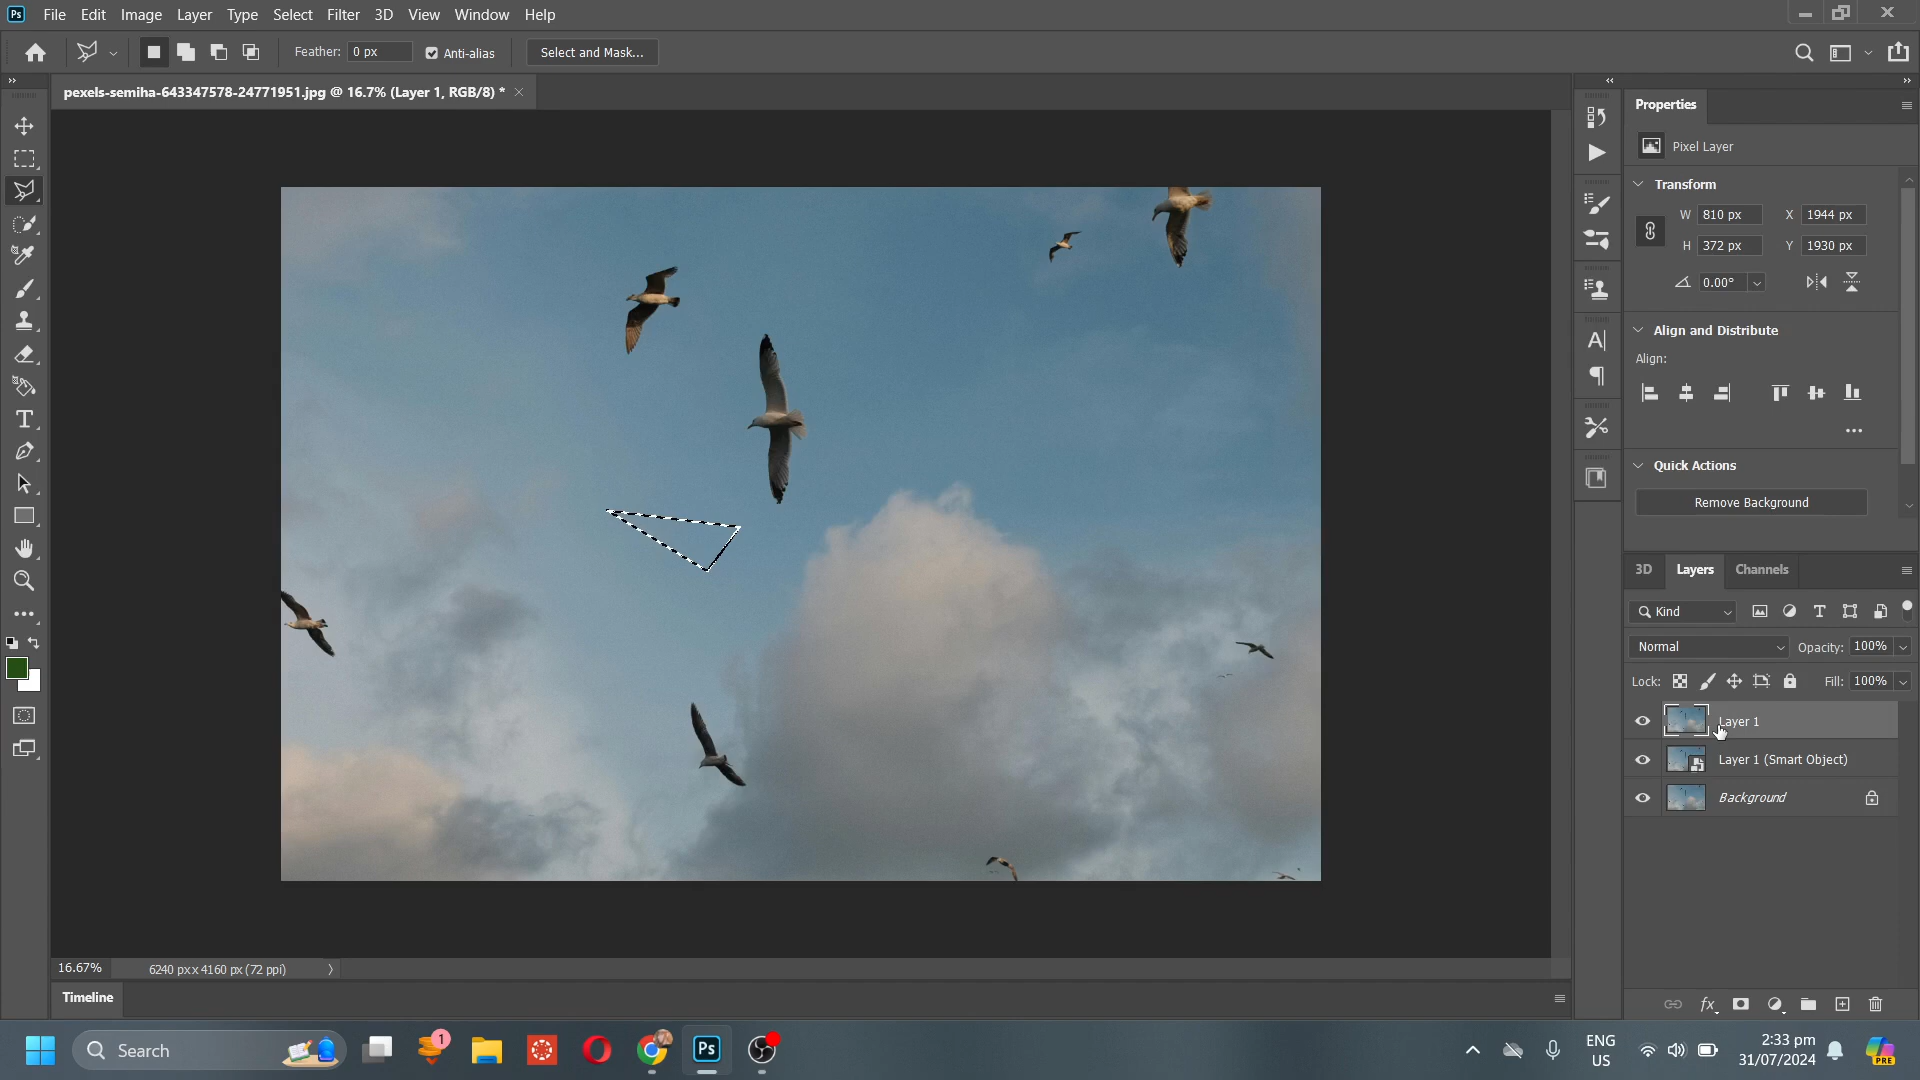 Ps File Edit Image Layer Type Select Filter 3D View Window Help
Feather: 0 px Anti-alias Select and Mask...
pexels-semiha-643347578-24771951.jpg @ 16.7% (Layer 1, RGB/8) *
Properties
Pixel Layer
Transform
W 810 px X 1944 px
H 372 px Y 1930 px
0.00°
Align and Distribute
Align:
Quick Actions
Remove Background
3D Layers Channels
Kind
Normal Opacity: 100%
Lock: Fill: 100%
Layer 1
Layer 1 (Smart Object)
Background
16.67% 6240 px x 4160 px (72 ppi)
Timeline
Search
1
Ps
ENG
US
2:33 pm
31/07/2024
PRE